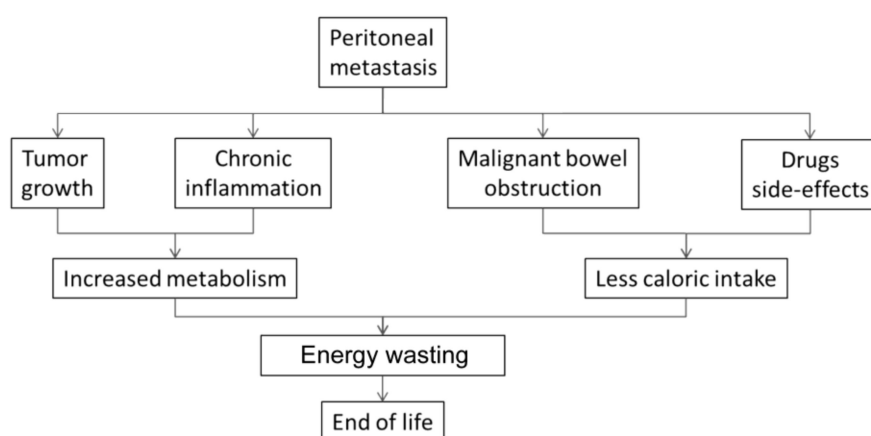 Peritoneal
metastasis
Tumor
growth
Chronic
inflammation
Malignant bowel
obstruction
Drugs
side-effects
Increased metabolism
Less caloric intake
Energy wasting
End of life